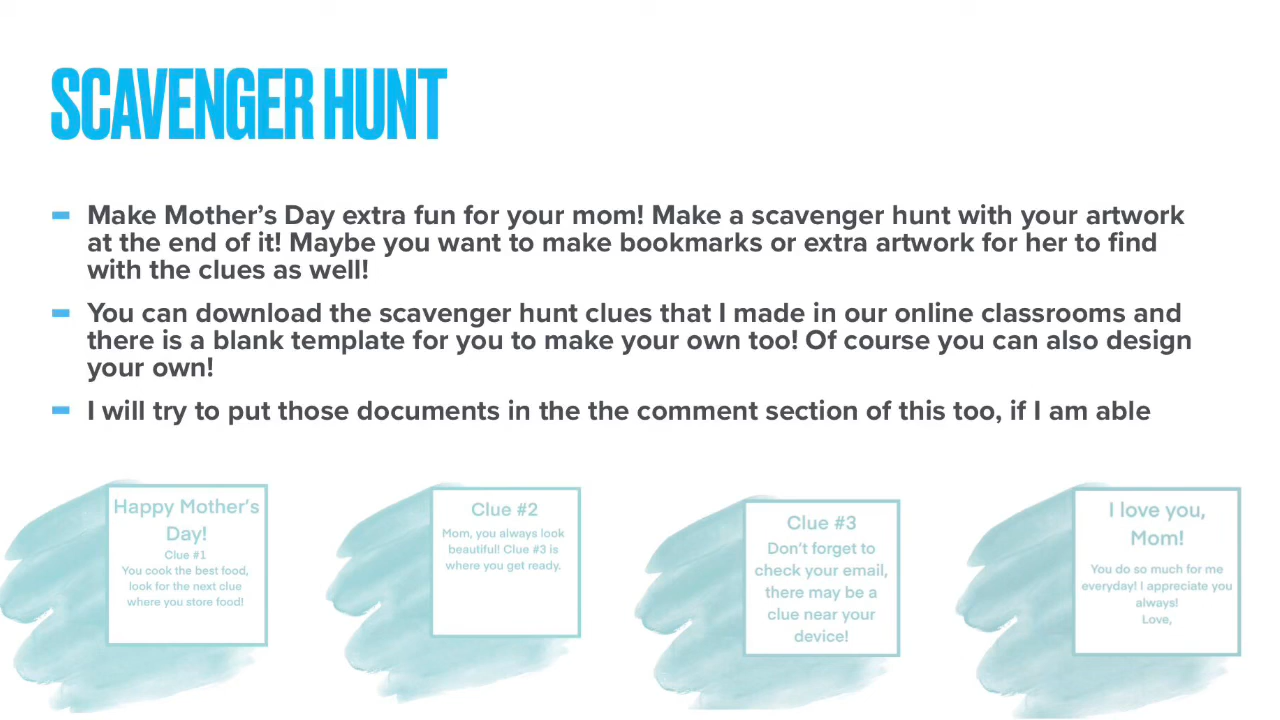 SCAVENGER HUNT
Make Mother's Day extra fun for your mom! Make a scavenger hunt with your artwork
at the end of it! Maybe you want to make bookmarks or extra artwork for her to find
with the clues as well!
You can download the scavenger hunt clues that I made in our online classrooms and
there is a blank template for you to make your own too! Of course you can also design
your own!
I will try to put those documents in the the comment section of this too, if I am able
Happy Mother's
Day!
Clue #1
You cook the best food,
look for the next clue
where you store food!
Clue #2
Mom, you always look
beautiful! Clue #3 is
where you get ready.
Clue #3
Don't forget to
check your email,
there may be a
clue near your
device!
I love you,
Mom!
You do so much for me
everyday! I appreciate you
always!
Love,